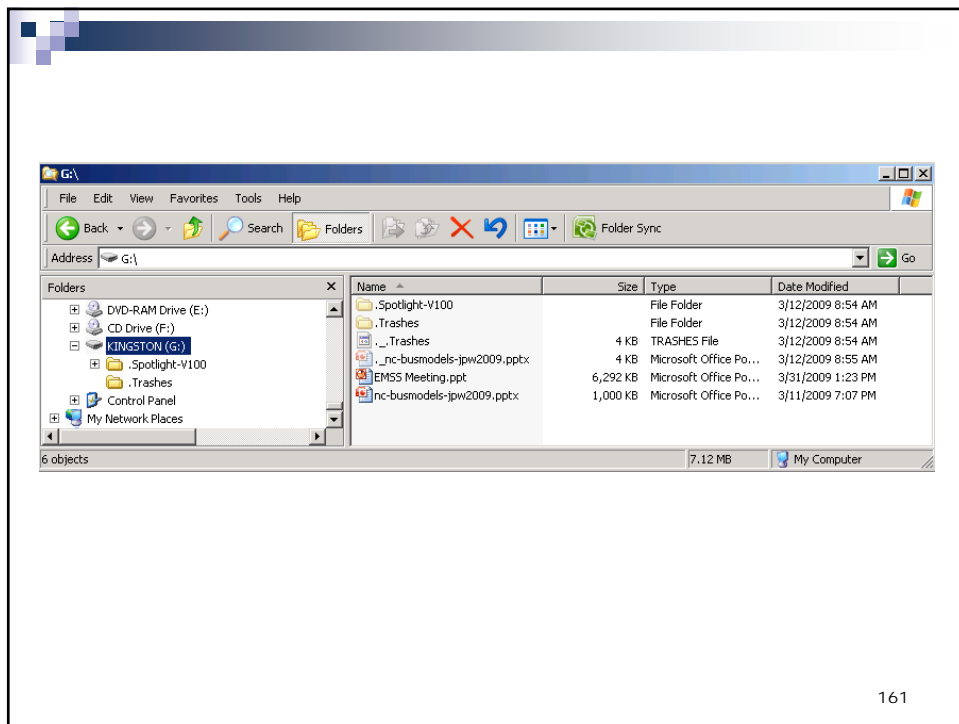 G:\
File Edit View Favorites Tools Help
Back Search Folders Folder Sync
Address G:\ Go
Folders
DVD-RAM Drive (E:)
CD Drive (F:)
KINGSTON (G:)
.Spotlight-V100
.Trashes
Control Panel
My Network Places
Name Size Type Date Modified
.Spotlight-V100 File Folder 3/12/2009 8:54 AM
.Trashes File Folder 3/12/2009 8:54 AM
._.Trashes 4 KB TRASHES File 3/12/2009 8:54 AM
._nc-busmodels-jpw2009.pptx 4 KB Microsoft Office Po... 3/12/2009 8:55 AM
EMSS Meeting.ppt 6,292 KB Microsoft Office Po... 3/31/2009 1:23 PM
nc-busmodels-jpw2009.pptx 1,000 KB Microsoft Office Po... 3/11/2009 7:07 PM
6 objects 7.12 MB My Computer
161